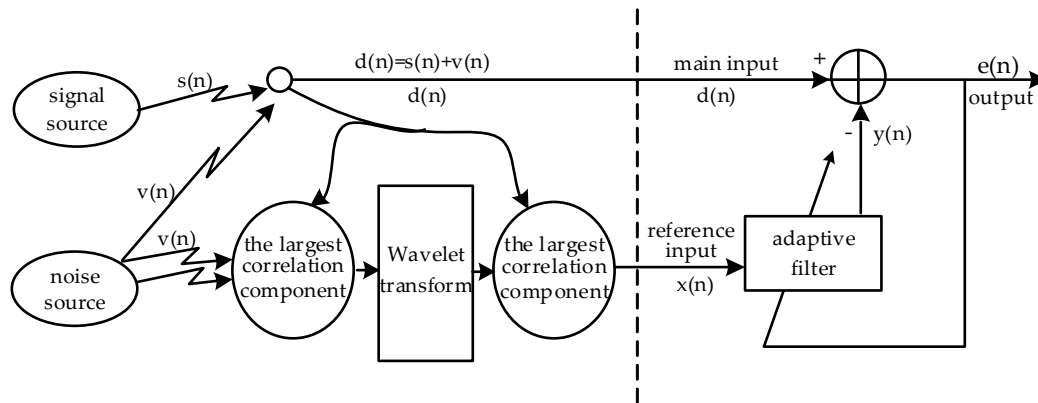 signal
source
s(n)
d(n)=s(n)+v(n)
d(n)
main input
d(n)
+
e(n)
output
-
y(n)
v(n)
v(n)
noise
source
the largest
correlation
component
Wavelet
transform
the largest
correlation
component
reference
input
x(n)
adaptive
filter